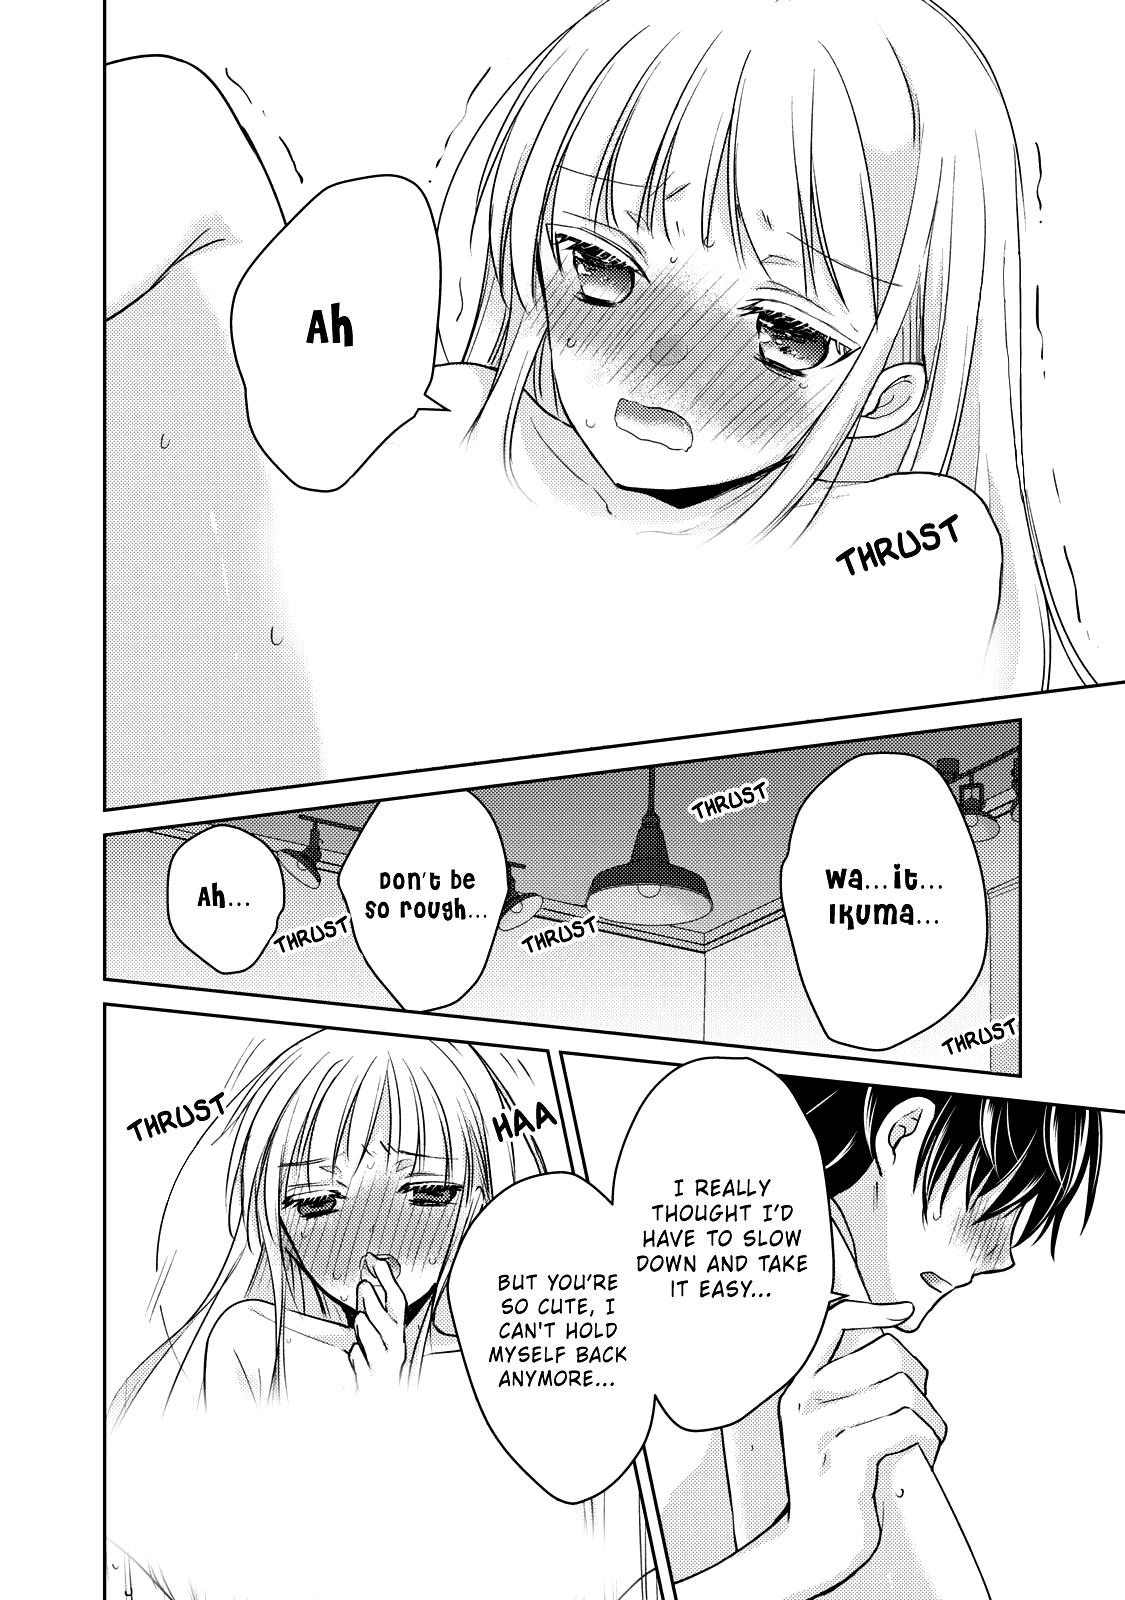 Ah
THRUST
Wa...it...
Ikuma...
THRUST
THRUST
Don't be
so rough...
THRUST
THRUST
Ah...
I REALLY
THOUGHT I'D
HAVE TO SLOW
DOWN AND TAKE
IT EASY...
BUT YOU'RE
SO CUTE, I
CAN'T HOLD
MYSELF BACK
ANYMORE...
HAA
THRUST